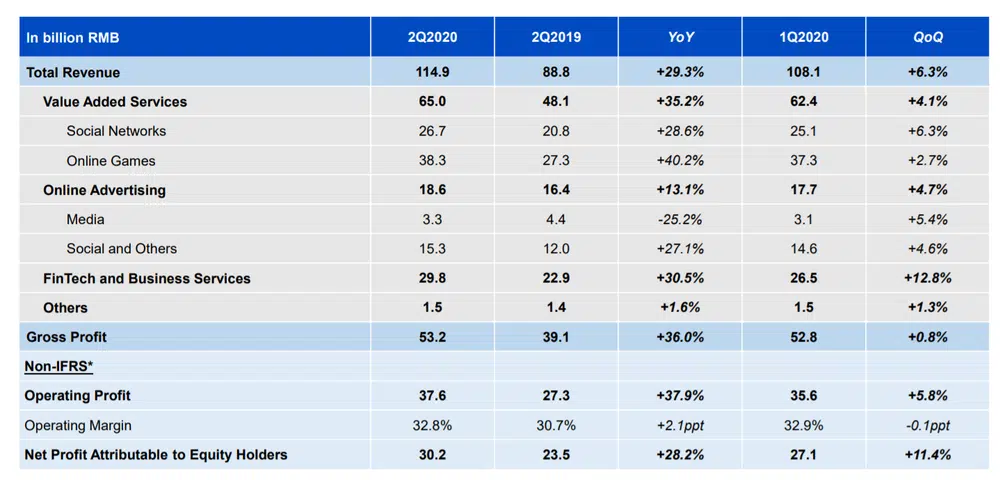 In billion RMB 2Q2020 2Q2019 YoY 1Q2020 QoQ
Total Revenue 114.9 88.8 +29.3% 108.1 +6.3%
Value Added Services 65.0 48.1 +35.2% 62.4 +4.1%
Social Networks 26.7 20.8 +28.6% 25.1 +6.3%
Online Games 38.3 27.3 +40.2% 37.3 +2.7%
Online Advertising 18.6 16.4 +13.1% 17.7 +4.7%
Media 3.3 4.4 -25.2% 3.1 +5.4%
Social and Others 15.3 12.0 +27.1% 14.6 +4.6%
FinTech and Business Services 29.8 22.9 +30.5% 26.5 +12.8%
Others 1.5 1.4 +1.6% 1.5 +1.3%
Gross Profit 53.2 39.1 +36.0% 52.8 +0.8%
Non-IFRS*
Operating Profit 37.6 27.3 +37.9% 35.6 +5.8%
Operating Margin 32.8% 30.7% +2.1ppt 32.9% -0.1ppt
Net Profit Attributable to Equity Holders 30.2 23.5 +28.2% 27.1 +11.4%